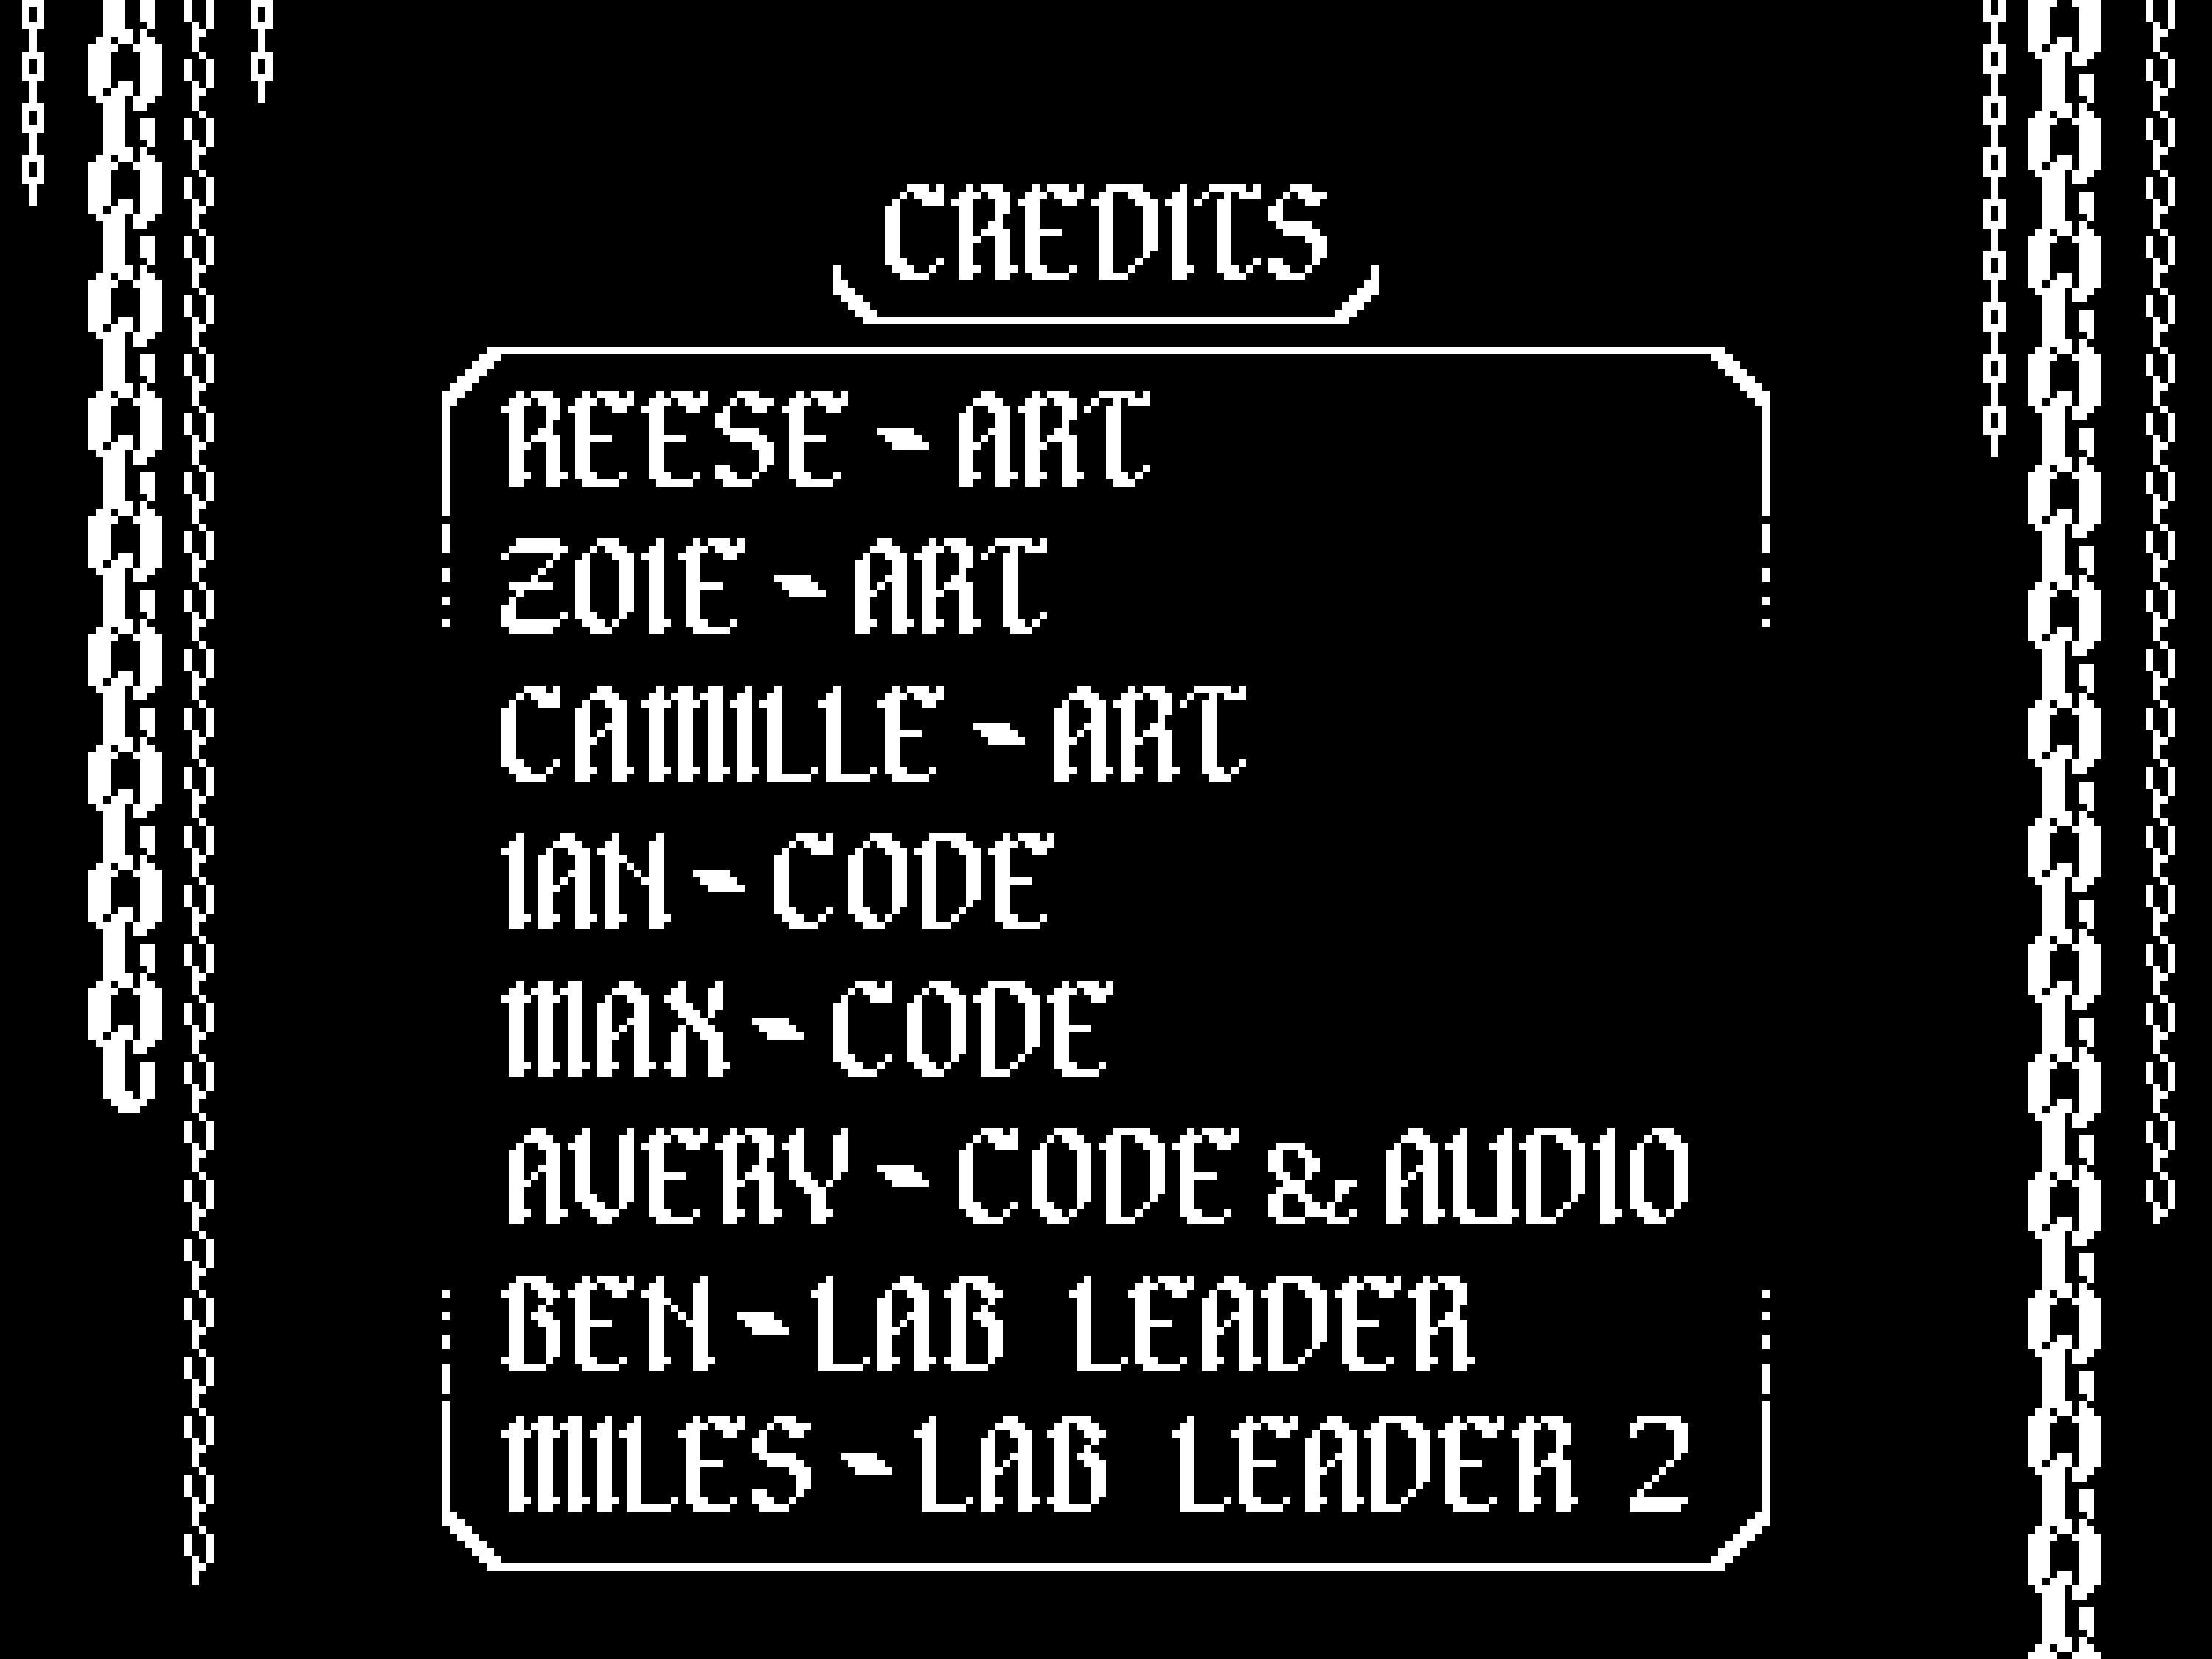 CREDITS
REESE - ART
ZOIE - ART
CAMILLE - ART
IAN - CODE
MAX - CODE
AVERY - CODE & AUDIO
BEN - LAB LEADER
MILES - LAB LEADER 2